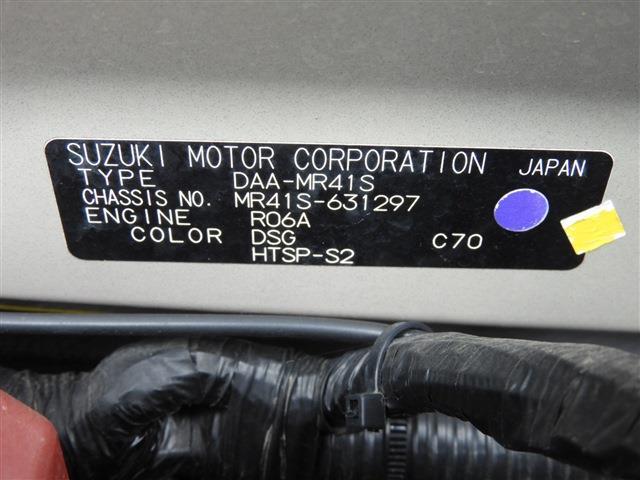 SUZUKI MOTOR CORPORATION JAPAN
TYPE DAA-MR41S
CHASSIS NO. MR41S-631297
ENGINE R06A
COLOR DSG C70
HTSP-S2